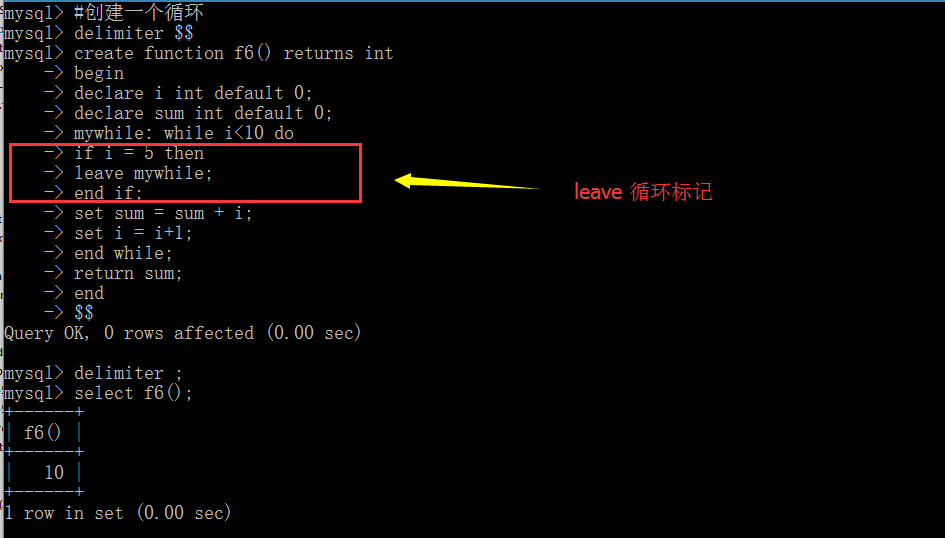 mysql> #创建一个循环
mysql> delimiter $$
mysql> create function f6() returns int
-> begin
-> declare i int default 0;
-> declare sum int default 0;
-> mywhile: while i<10 do
-> if i = 5 then
-> leave mywhile;
-> end if;
leave 循环标记
-> set sum = sum + i;
-> set i = i+1;
-> end while;
-> return sum;
-> end
-> $$
Query OK, 0 rows affected (0.00 sec)
mysql> delimiter ;
mysql> select f6();
+------+
| f6() |
+------+
|   10 |
+------+
1 row in set (0.00 sec)